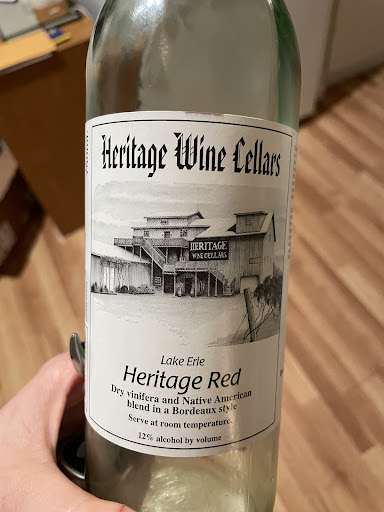 Heritage Wine Cellars
HERITAGE
WINE CELLARS
Lake Erie
Heritage Red
Dry vinifera and Native American
blend in a Bordeaux style
Serve at room temperature.
12% alcohol by volume